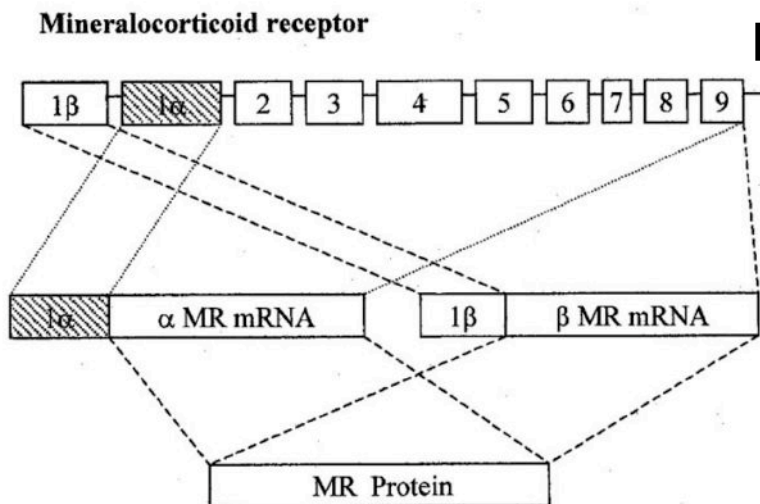 Mineralocorticoid receptor
1β 1α 2 3 4 5 6 7 8 9
1α α MR mRNA 1β β MR mRNA
MR Protein